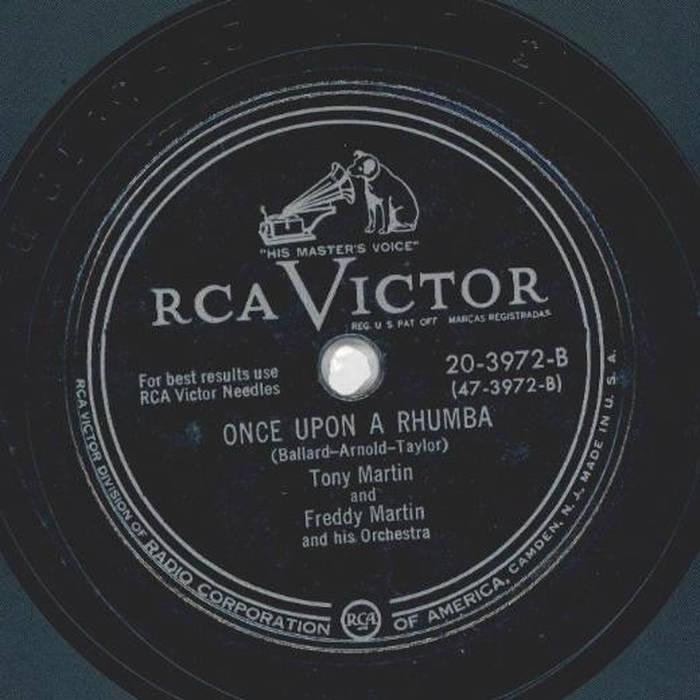 "HIS MASTER'S VOICE"
RCA VICTOR
REG. U S PAT OFF MARCAS REGISTRADAS
For best results use
RCA Victor Needles
20-3972-B
(47-3972-B)
ONCE UPON A RHUMBA
(Ballard–Arnold–Taylor)
Tony Martin
and
Freddy Martin
and his Orchestra
RCA VICTOR DIVISION OF RADIO CORPORATION OF AMERICA, CAMDEN, N. J. MADE IN U. S. A.
RCA